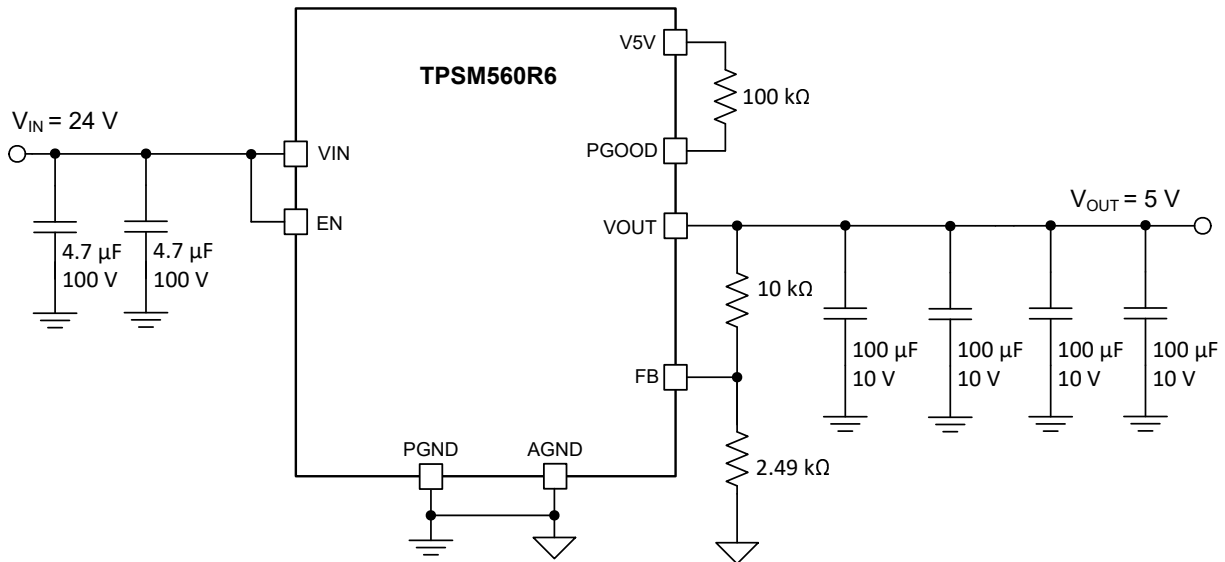 TPSM560R6
V5V
100 kΩ
PGOOD
VIN = 24 V
VIN
EN
4.7 µF
100 V
4.7 µF
100 V
VOUT
VOUT = 5 V
10 kΩ
100 µF
10 V
100 µF
10 V
100 µF
10 V
100 µF
10 V
FB
2.49 kΩ
PGND
AGND